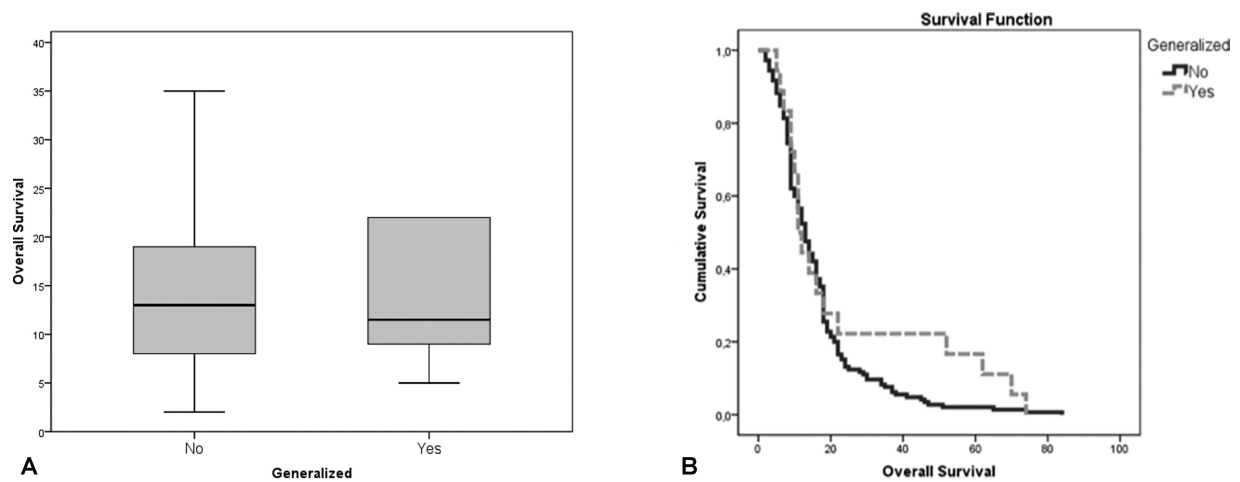 40
35
30
25
20
15
10
5
0
Overall Survival
No
Yes
Generalized
A
Survival Function
1,0
0,8
0,6
0,4
0,2
0,0
Cumulative Survival
0
20
40
60
80
100
Overall Survival
B
Generalized
No
Yes